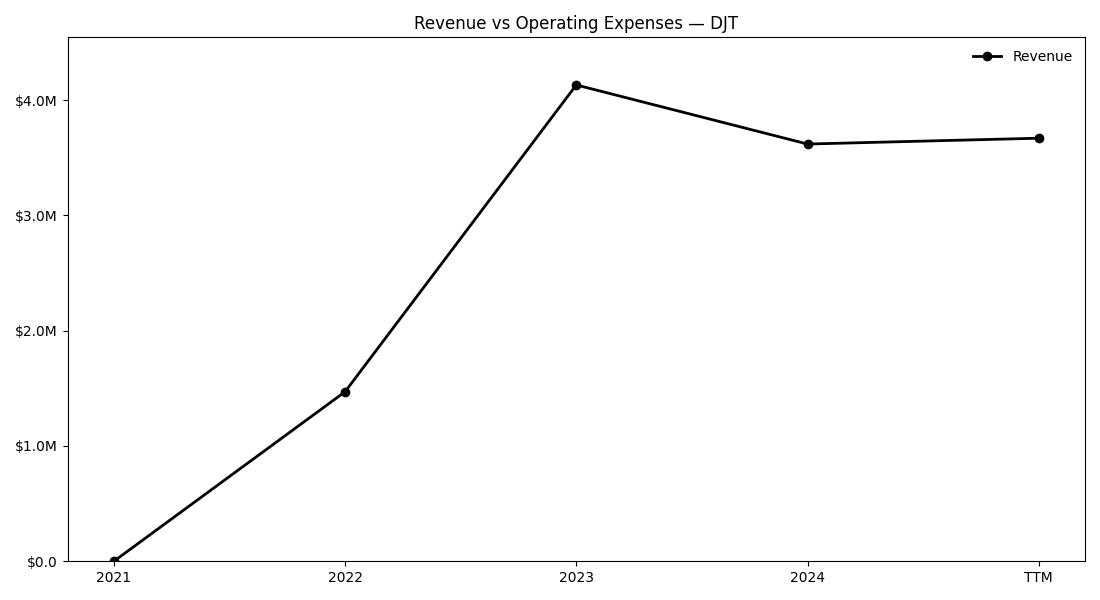 Revenue vs Operating Expenses — DJT
Revenue
$4.0M
$3.0M
$2.0M
$1.0M
$0.0
2021 2022 2023 2024 TTM